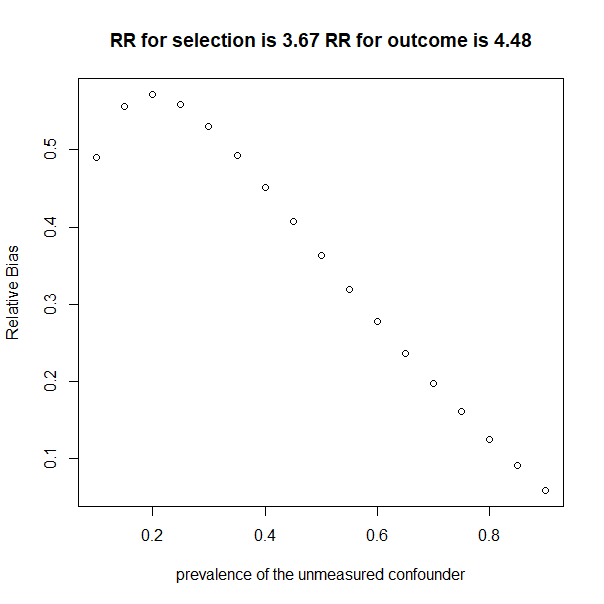 RR for selection is 3.67 RR for outcome is 4.48
Relative Bias
0.5
0.4
0.3
0.2
0.1
0.2 0.4 0.6 0.8
prevalence of the unmeasured confounder